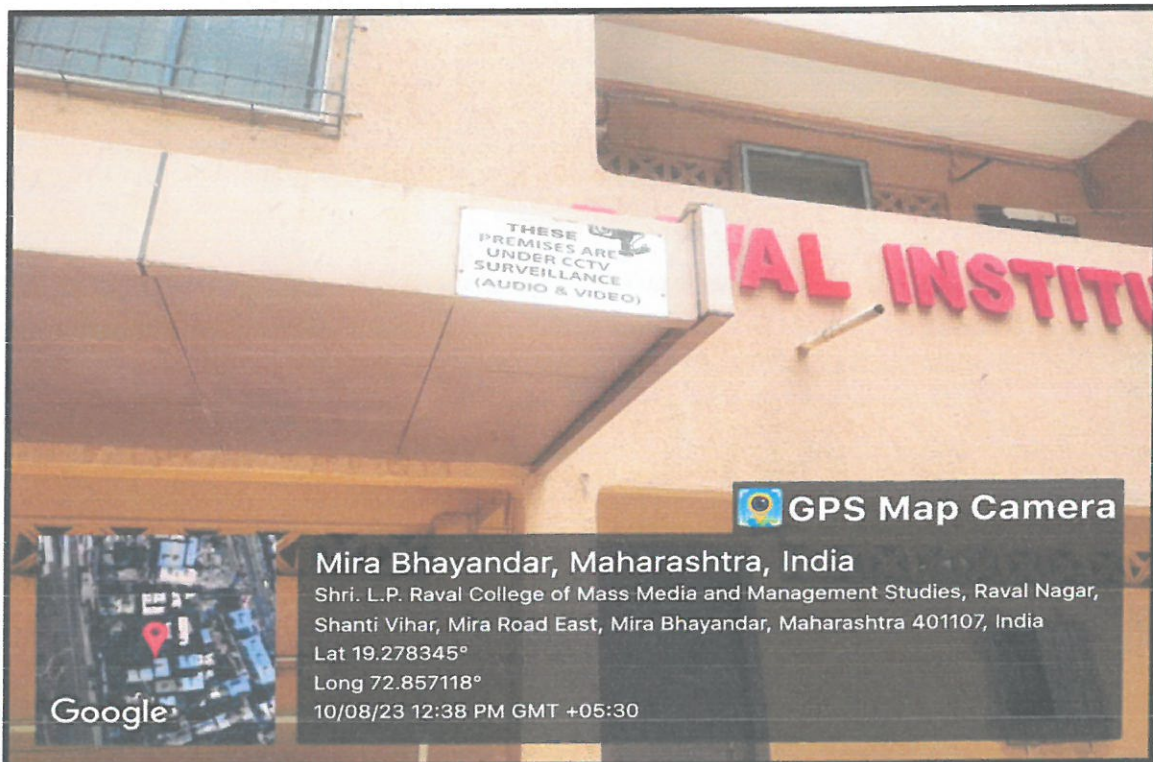 THESE
PREMISES ARE
UNDER CCTV
SURVEILLANCE
(AUDIO & VIDEO)
VAL INSTITU
GPS Map Camera
Mira Bhayandar, Maharashtra, India
Shri. L.P. Raval College of Mass Media and Management Studies, Raval Nagar,
Shanti Vihar, Mira Road East, Mira Bhayandar, Maharashtra 401107, India
Lat 19.278345°
Long 72.857118°
10/08/23 12:38 PM GMT +05:30
Google